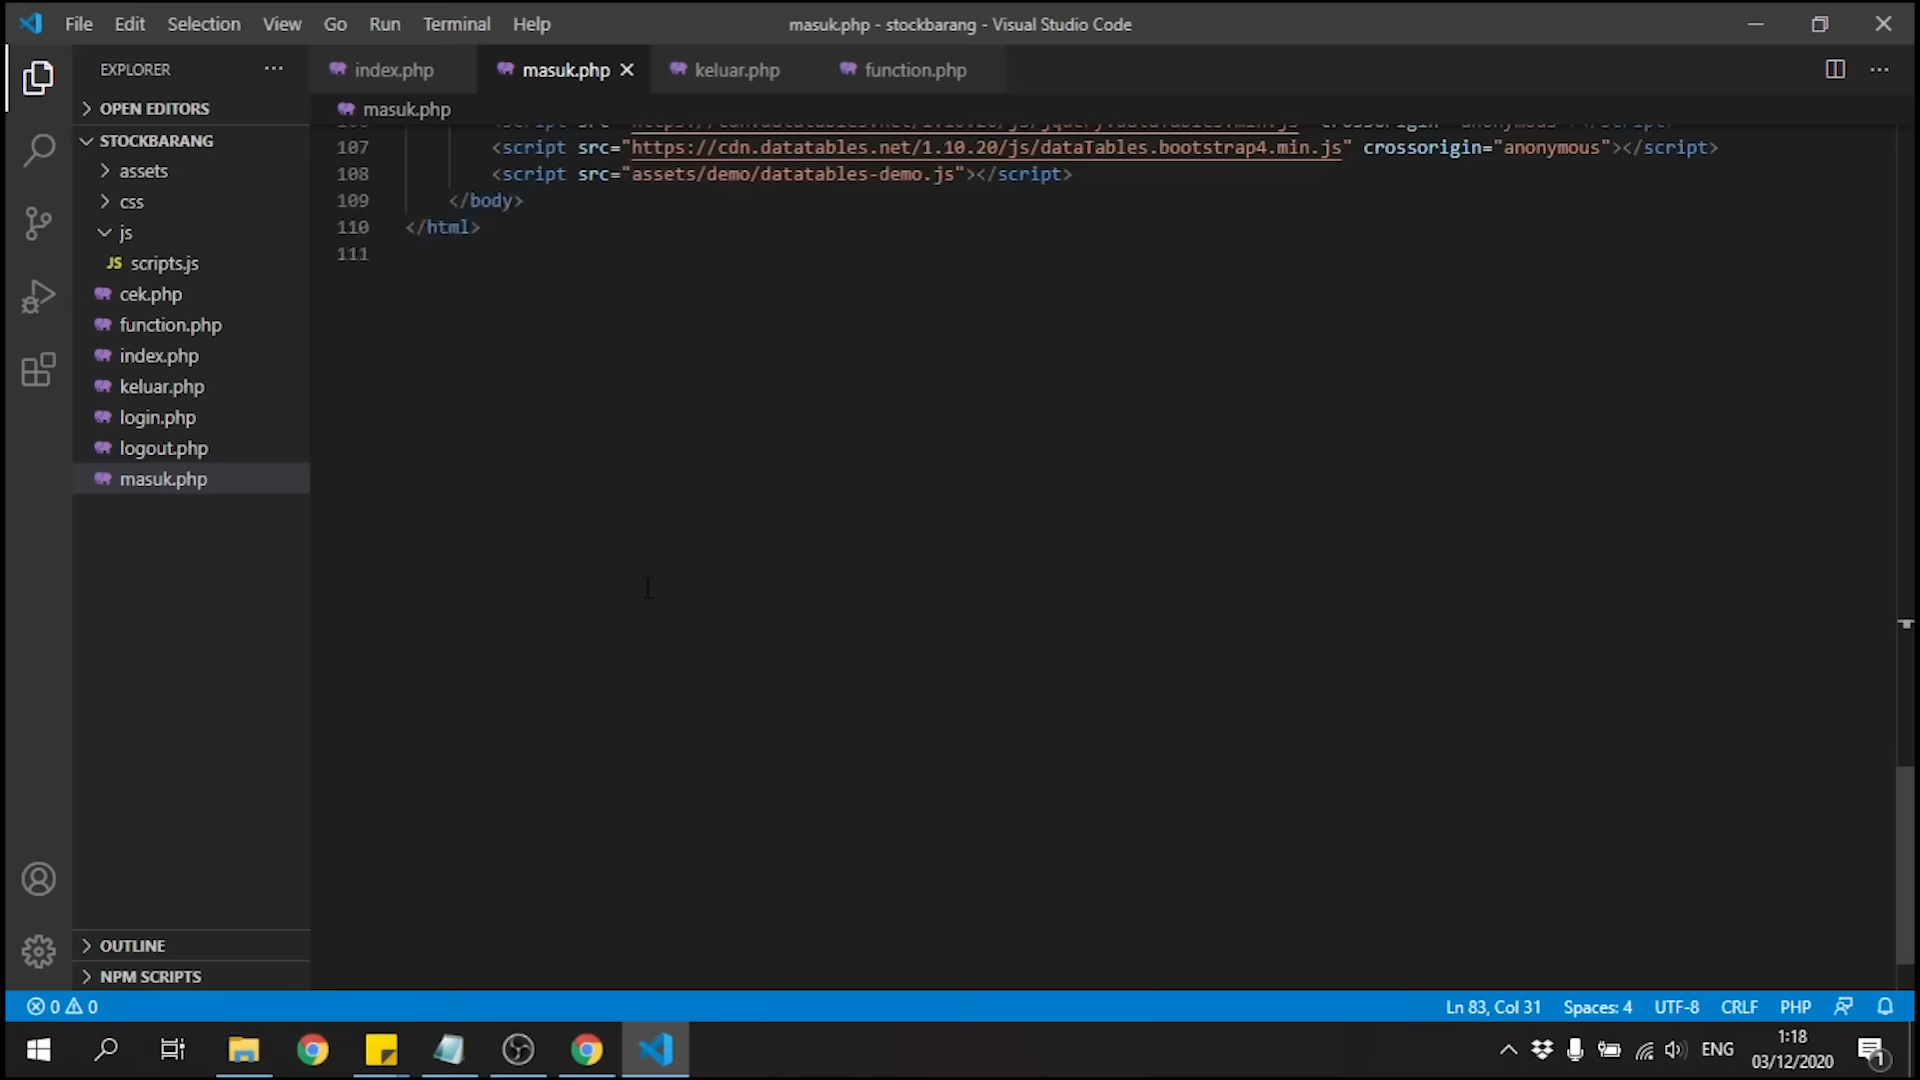 File Edit Selection View Go Run Terminal Help
masuk.php - stockbarang - Visual Studio Code
EXPLORER
index.php
masuk.php
keluar.php
function.php
OPEN EDITORS
masuk.php
STOCKBARANG
assets
css
js
JS scripts.js
cek.php
function.php
index.php
keluar.php
login.php
logout.php
masuk.php
107 <script src="https://cdn.datatables.net/1.10.20/js/dataTables.bootstrap4.min.js" crossorigin="anonymous"></script>
108 <script src="assets/demo/datatables-demo.js"></script>
109 </body>
110 </html>
111
OUTLINE
NPM SCRIPTS
0 0
Ln 83, Col 31 Spaces: 4 UTF-8 CRLF PHP
ENG
1:18
03/12/2020
1